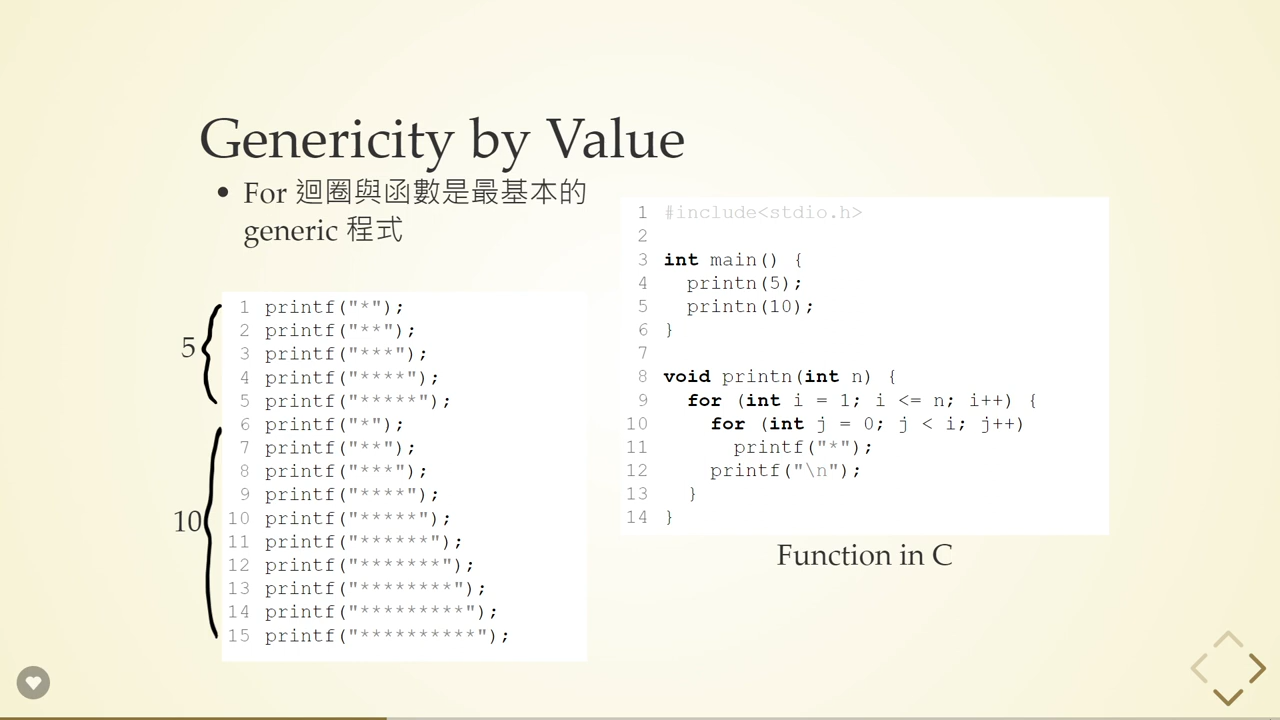 Genericity by Value
• For 迴圈與函數是最基本的
generic 程式
5
10
1 printf("*");
2 printf("**");
3 printf("***");
4 printf("****");
5 printf("*****");
6 printf("*");
7 printf("**");
8 printf("***");
9 printf("****");
10 printf("*****");
11 printf("******");
12 printf("*******");
13 printf("********");
14 printf("*********");
15 printf("**********");
1 #include<stdio.h>
2
3 int main() {
4   printn(5);
5   printn(10);
6 }
7
8 void printn(int n) {
9   for (int i = 1; i <= n; i++) {
10     for (int j = 0; j < i; j++)
11       printf("*");
12     printf("\n");
13   }
14 }
Function in C